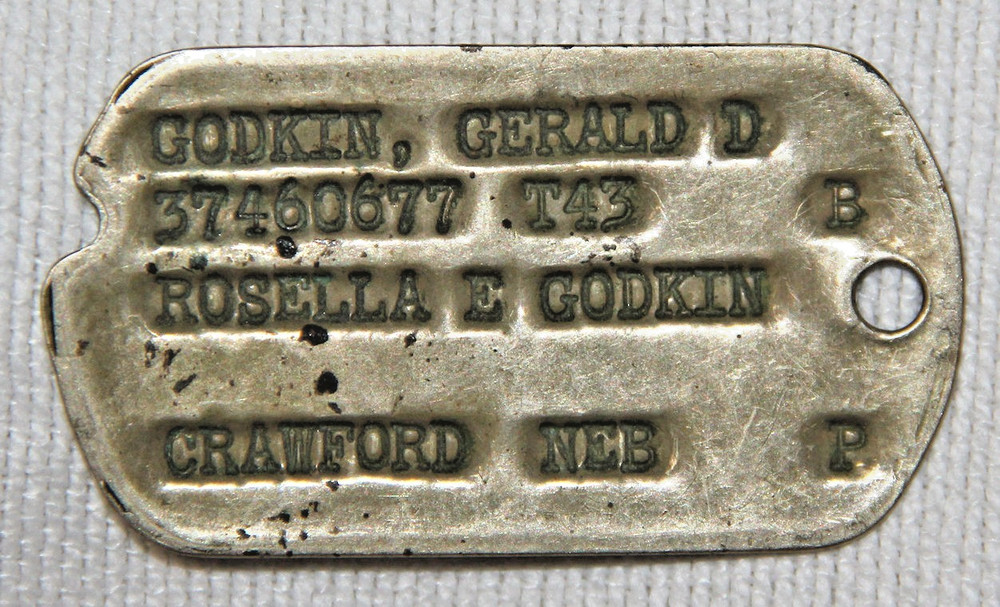 GODKIN, GERALD D
37460677 T43 B
ROSELLA E GODKIN
CRAWFORD NEB P